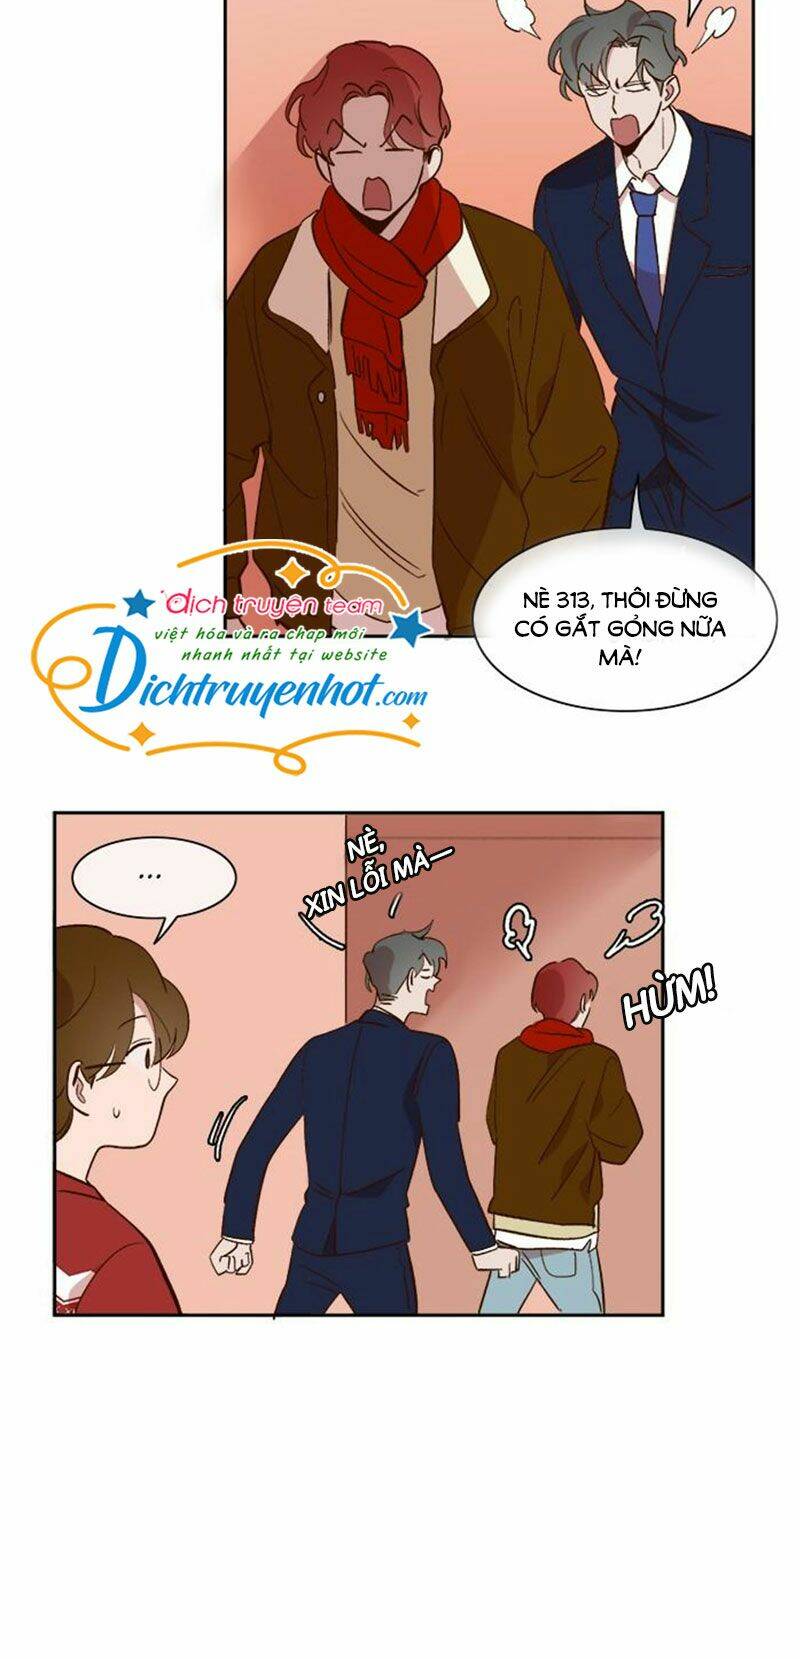 NÈ 313, THÔI ĐỪNG
CÓ GẮT GỎNG NỮA
MÀ!
dịch truyện team
việt hóa và ra chap mới
nhanh nhất tại website
Dichtruyenhot.com
...
NÈ,
XIN LỖI MÀ—
HỪM!